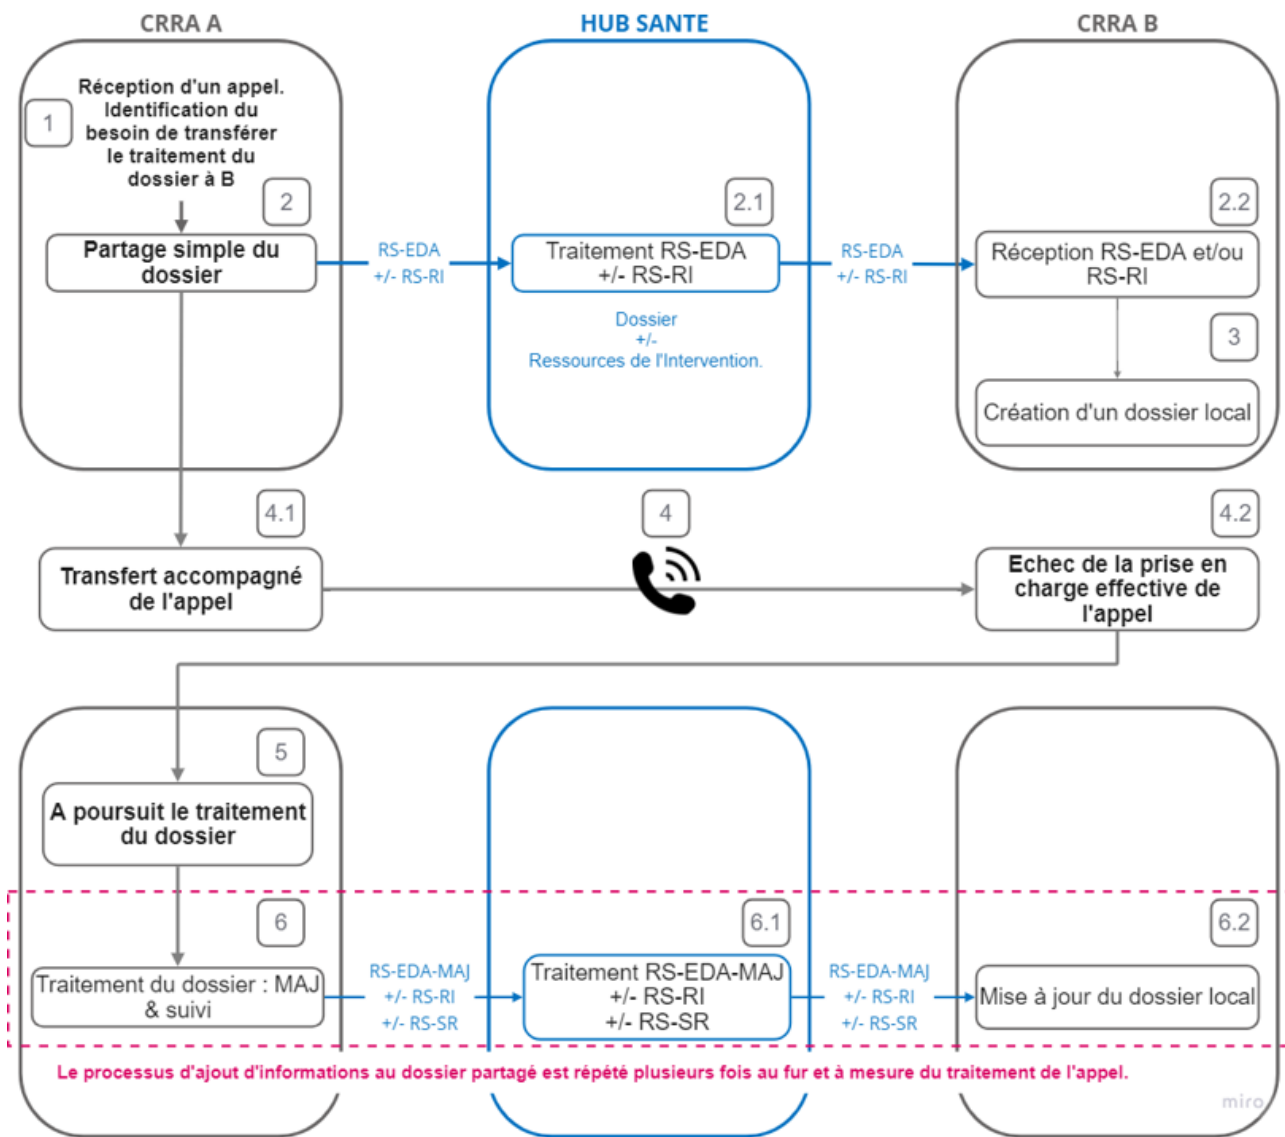 CRRA A
HUB SANTE
CRRA B
1
Réception d'un appel.
Identification du
besoin de transférer
le traitement du
dossier à B
2
2.1
2.2
Partage simple du
dossier
RS-EDA
+/- RS-RI
Traitement RS-EDA
+/- RS-RI
RS-EDA
+/- RS-RI
Réception RS-EDA et/ou
RS-RI
Dossier
+/-
Ressources de l'Intervention.
3
Création d'un dossier local
4.1
4
4.2
Transfert accompagné
de l'appel
Echec de la prise en
charge effective de
l'appel
5
A poursuit le traitement
du dossier
6
6.1
6.2
Traitement du dossier : MAJ
& suivi
RS-EDA-MAJ
+/- RS-RI
+/- RS-SR
Traitement RS-EDA-MAJ
+/- RS-RI
+/- RS-SR
RS-EDA-MAJ
+/- RS-RI
+/- RS-SR
Mise à jour du dossier local
Le processus d'ajout d'informations au dossier partagé est répété plusieurs fois au fur et à mesure du traitement de l'appel.
miro